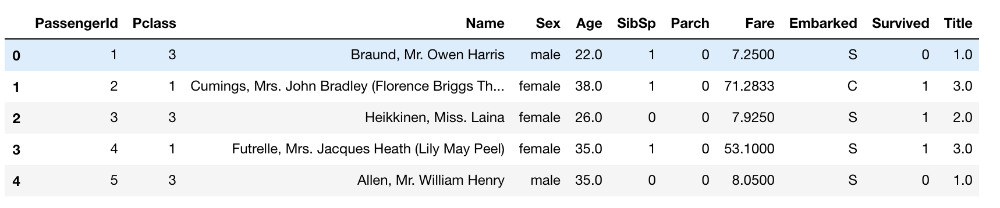 PassengerId Pclass Name Sex Age SibSp Parch Fare Embarked Survived Title
0 1 3 Braund, Mr. Owen Harris male 22.0 1 0 7.2500 S 0 1.0
1 2 1 Cumings, Mrs. John Bradley (Florence Briggs Th... female 38.0 1 0 71.2833 C 1 3.0
2 3 3 Heikkinen, Miss. Laina female 26.0 0 0 7.9250 S 1 2.0
3 4 1 Futrelle, Mrs. Jacques Heath (Lily May Peel) female 35.0 1 0 53.1000 S 1 3.0
4 5 3 Allen, Mr. William Henry male 35.0 0 0 8.0500 S 0 1.0